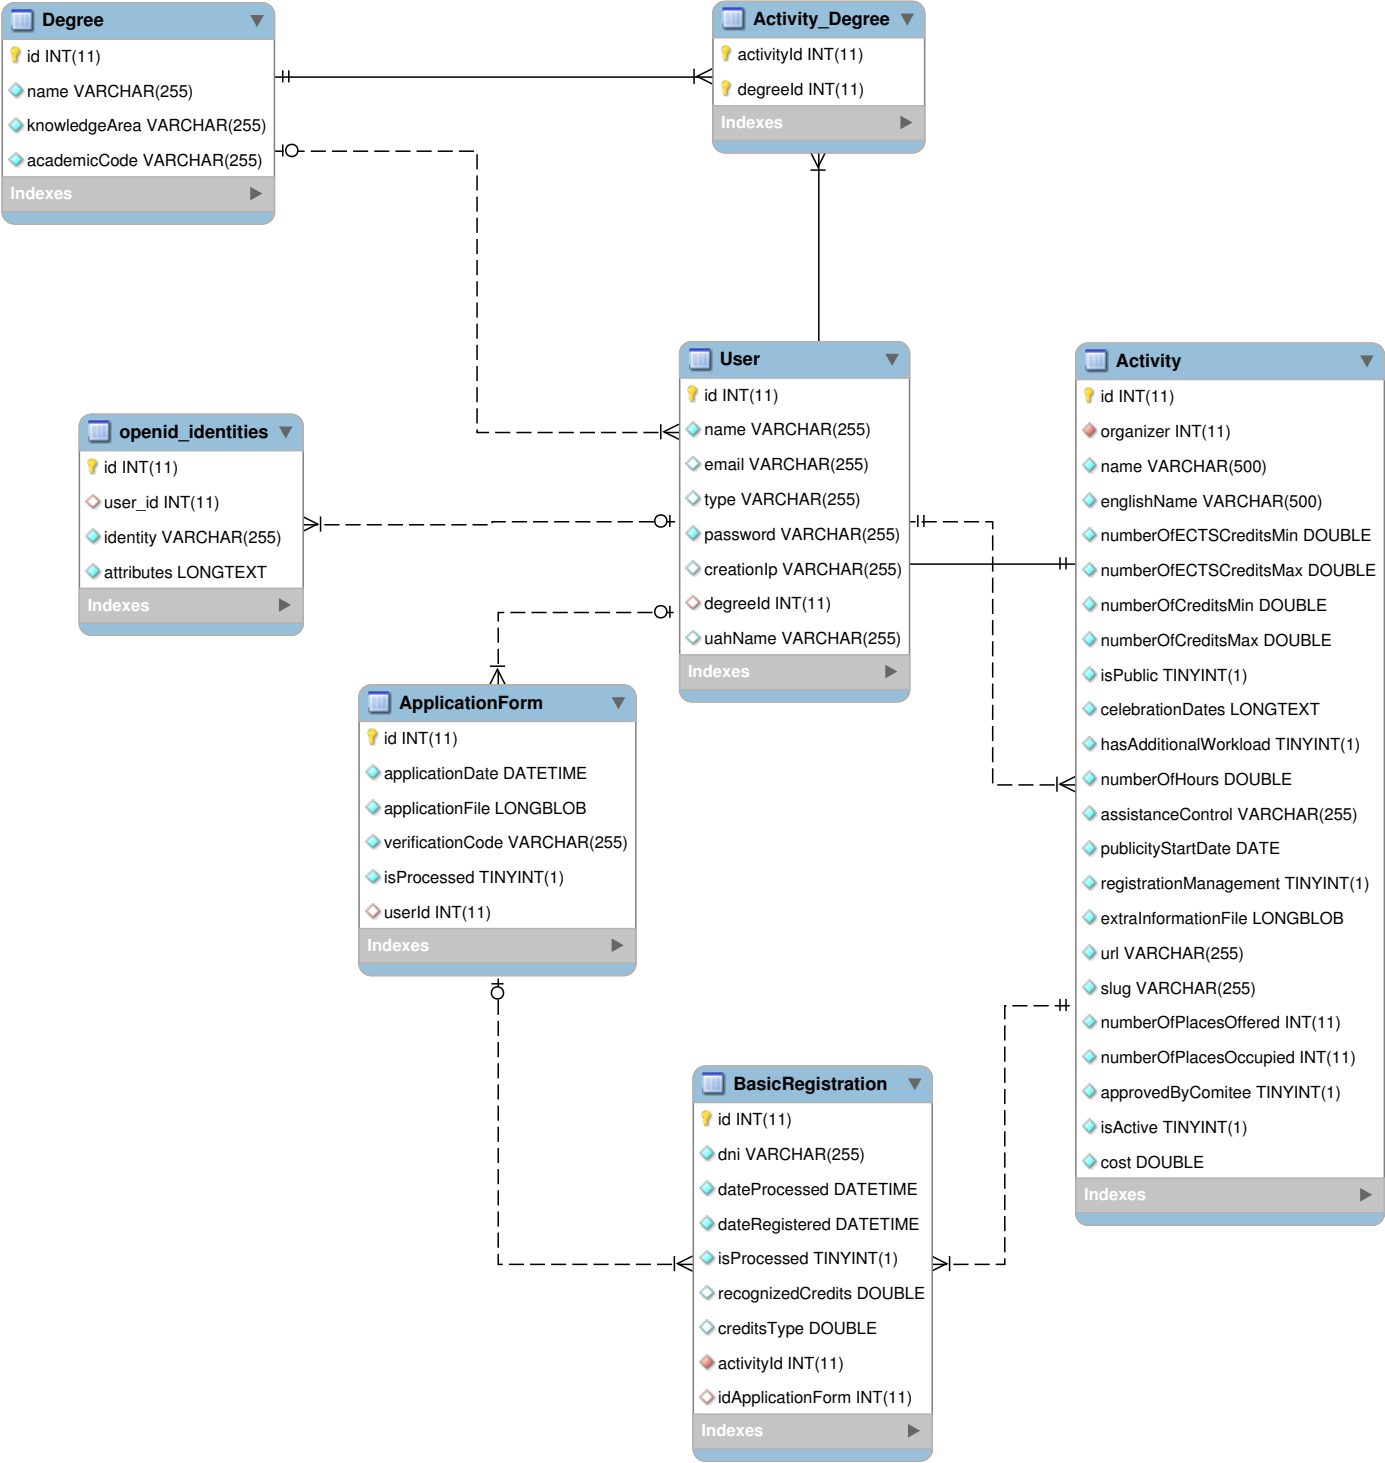 Degree
id INT(11)
name VARCHAR(255)
knowledgeArea VARCHAR(255)
academicCode VARCHAR(255)
Indexes
Activity_Degree
activityId INT(11)
degreeId INT(11)
Indexes
User
id INT(11)
name VARCHAR(255)
email VARCHAR(255)
type VARCHAR(255)
password VARCHAR(255)
creationIp VARCHAR(255)
degreeId INT(11)
uahName VARCHAR(255)
Indexes
Activity
id INT(11)
organizer INT(11)
name VARCHAR(500)
englishName VARCHAR(500)
numberOfECTSCreditsMin DOUBLE
numberOfECTSCreditsMax DOUBLE
numberOfCreditsMin DOUBLE
numberOfCreditsMax DOUBLE
isPublic TINYINT(1)
celebrationDates LONGTEXT
hasAdditionalWorkload TINYINT(1)
numberOfHours DOUBLE
assistanceControl VARCHAR(255)
publicityStartDate DATE
registrationManagement TINYINT(1)
extraInformationFile LONGBLOB
url VARCHAR(255)
slug VARCHAR(255)
numberOfPlacesOffered INT(11)
numberOfPlacesOccupied INT(11)
approvedByComitee TINYINT(1)
isActive TINYINT(1)
cost DOUBLE
Indexes
openid_identities
id INT(11)
user_id INT(11)
identity VARCHAR(255)
attributes LONGTEXT
Indexes
ApplicationForm
id INT(11)
applicationDate DATETIME
applicationFile LONGBLOB
verificationCode VARCHAR(255)
isProcessed TINYINT(1)
userId INT(11)
Indexes
BasicRegistration
id INT(11)
dni VARCHAR(255)
dateProcessed DATETIME
dateRegistered DATETIME
isProcessed TINYINT(1)
recognizedCredits DOUBLE
creditsType DOUBLE
activityId INT(11)
idApplicationForm INT(11)
Indexes